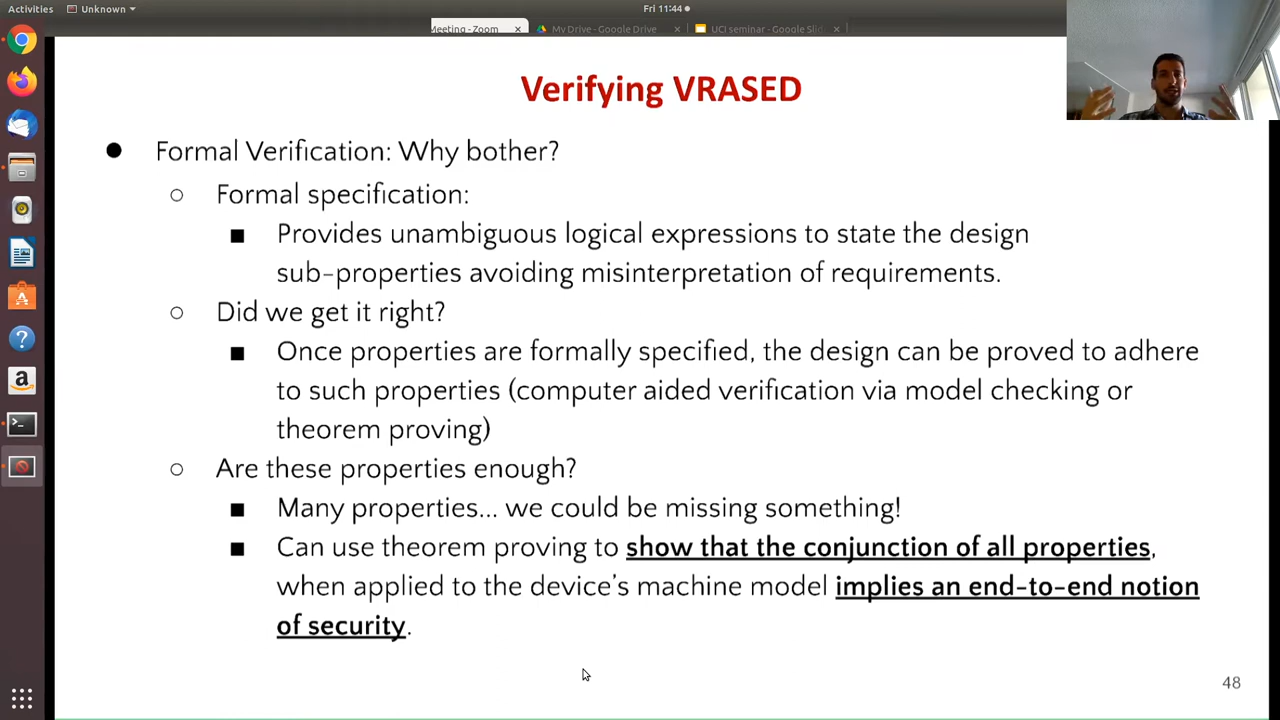 Activities
Unknown
Fri 11:44
Meeting - Zoom
My Drive - Google Drive
UCI seminar - Google Slid
Verifying VRASED
● Formal Verification: Why bother?
○ Formal specification:
■ Provides unambiguous logical expressions to state the design
sub-properties avoiding misinterpretation of requirements.
○ Did we get it right?
■ Once properties are formally specified, the design can be proved to adhere
to such properties (computer aided verification via model checking or
theorem proving)
○ Are these properties enough?
■ Many properties... we could be missing something!
■ Can use theorem proving to show that the conjunction of all properties,
when applied to the device’s machine model implies an end-to-end notion
of security.
48